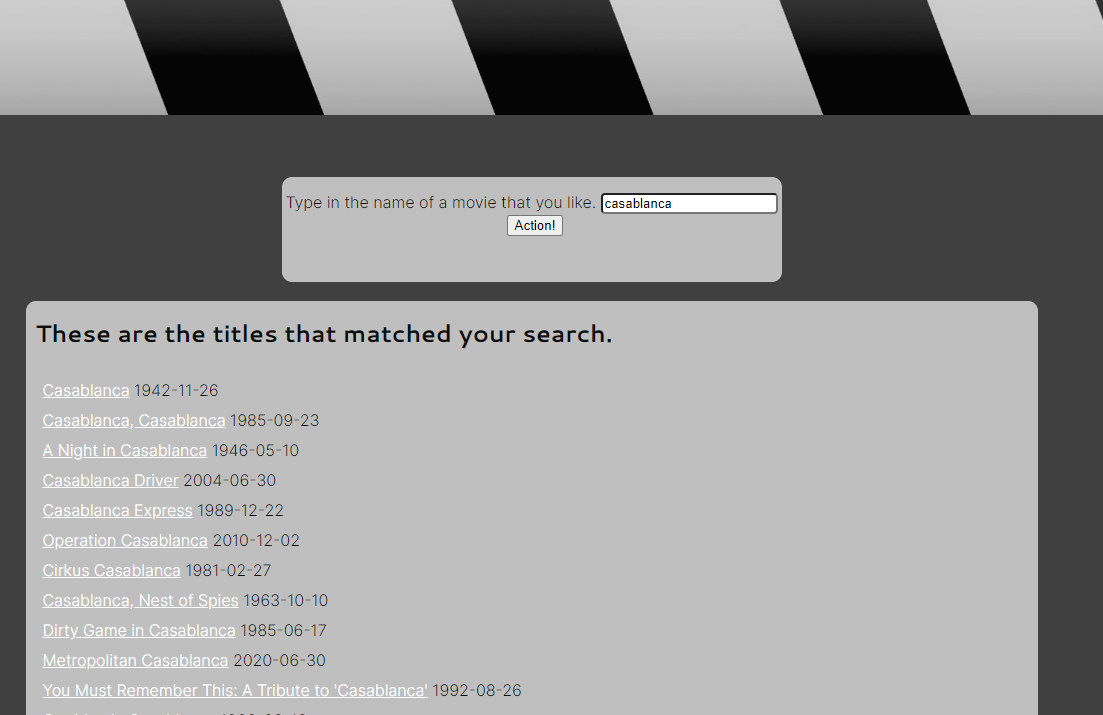 Type in the name of a movie that you like. casablanca
Action!
These are the titles that matched your search.
Casablanca 1942-11-26
Casablanca, Casablanca 1985-09-23
A Night in Casablanca 1946-05-10
Casablanca Driver 2004-06-30
Casablanca Express 1989-12-22
Operation Casablanca 2010-12-02
Cirkus Casablanca 1981-02-27
Casablanca, Nest of Spies 1963-10-10
Dirty Game in Casablanca 1985-06-17
Metropolitan Casablanca 2020-06-30
You Must Remember This: A Tribute to 'Casablanca' 1992-08-26